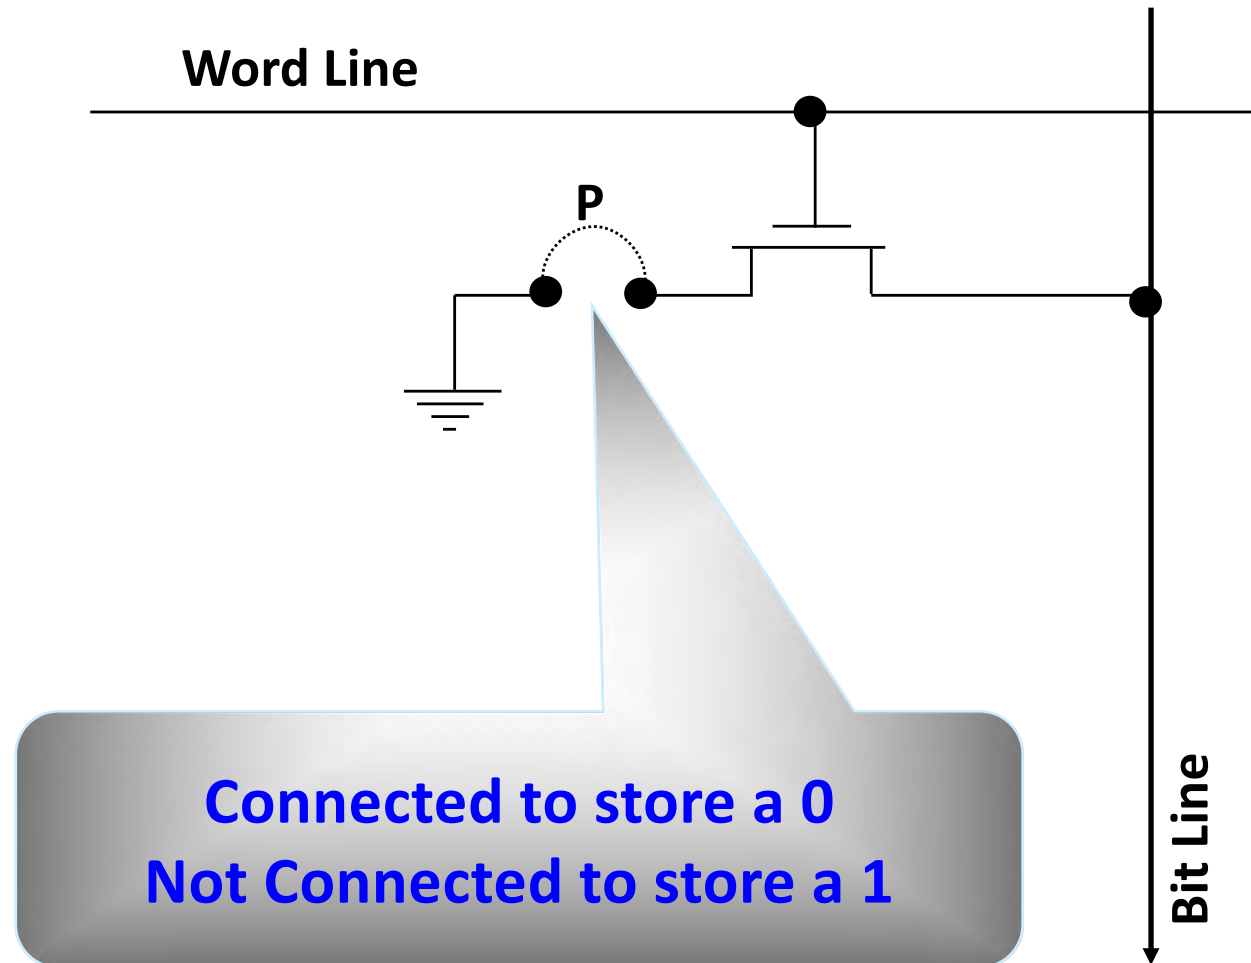 Word Line
P
Connected to store a 0
Not Connected to store a 1
Bit Line